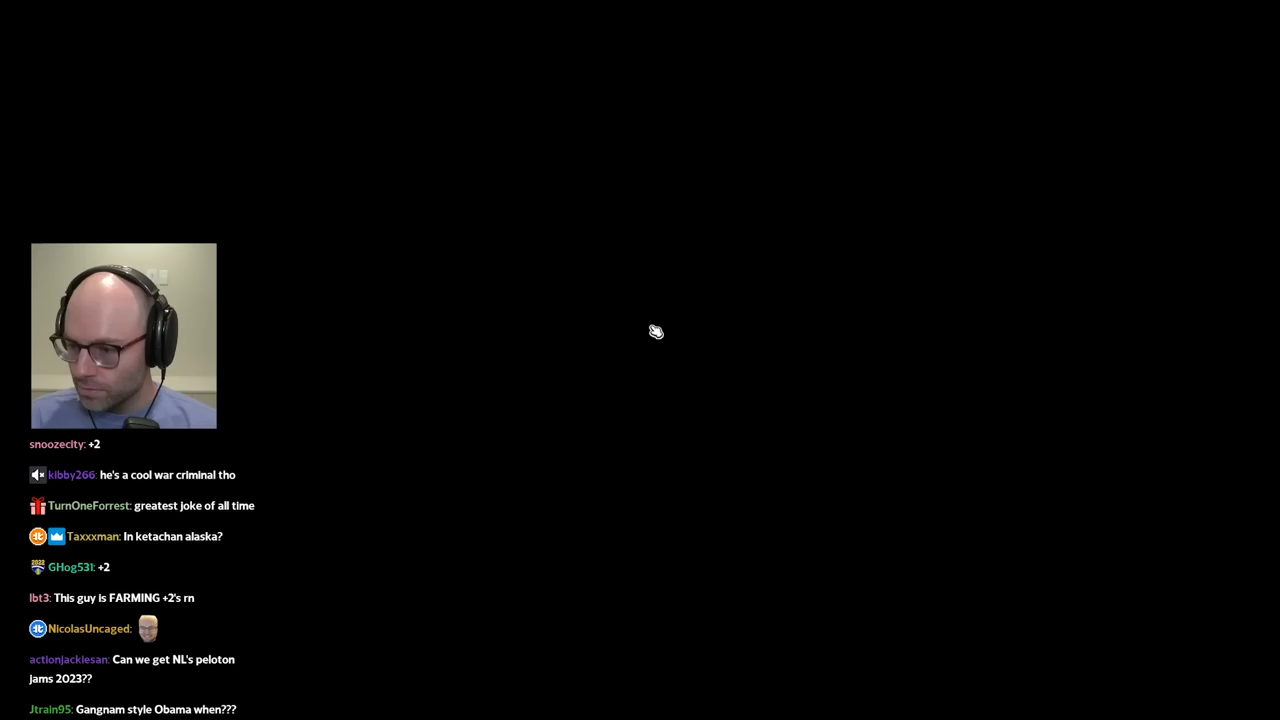 snoozecity: +2
kibby266: he's a cool war criminal tho
TurnOneForrest: greatest joke of all time
Taxxxman: In ketachan alaska?
GHog531: +2
lbt3: This guy is FARMING +2's rn
NicolasUncaged:
actionjackiesan: Can we get NL's peloton
jams 2023??
Jtrain95: Gangnam style Obama when???